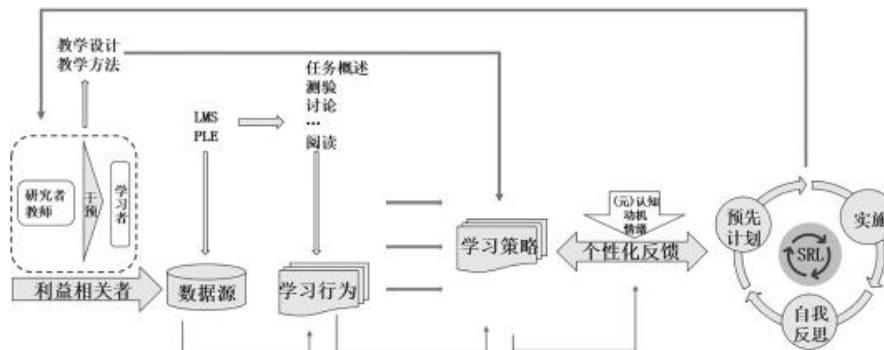 教学设计
教学方法
任务概述
测验
讨论
…
阅读
LMS
PLE
研究者
教师
干预
学习者
(元)认知
动机
情绪
预先
计划
实施
SRL
自我
反思
学习策略
个性化反馈
利益相关者
数据源
学习行为